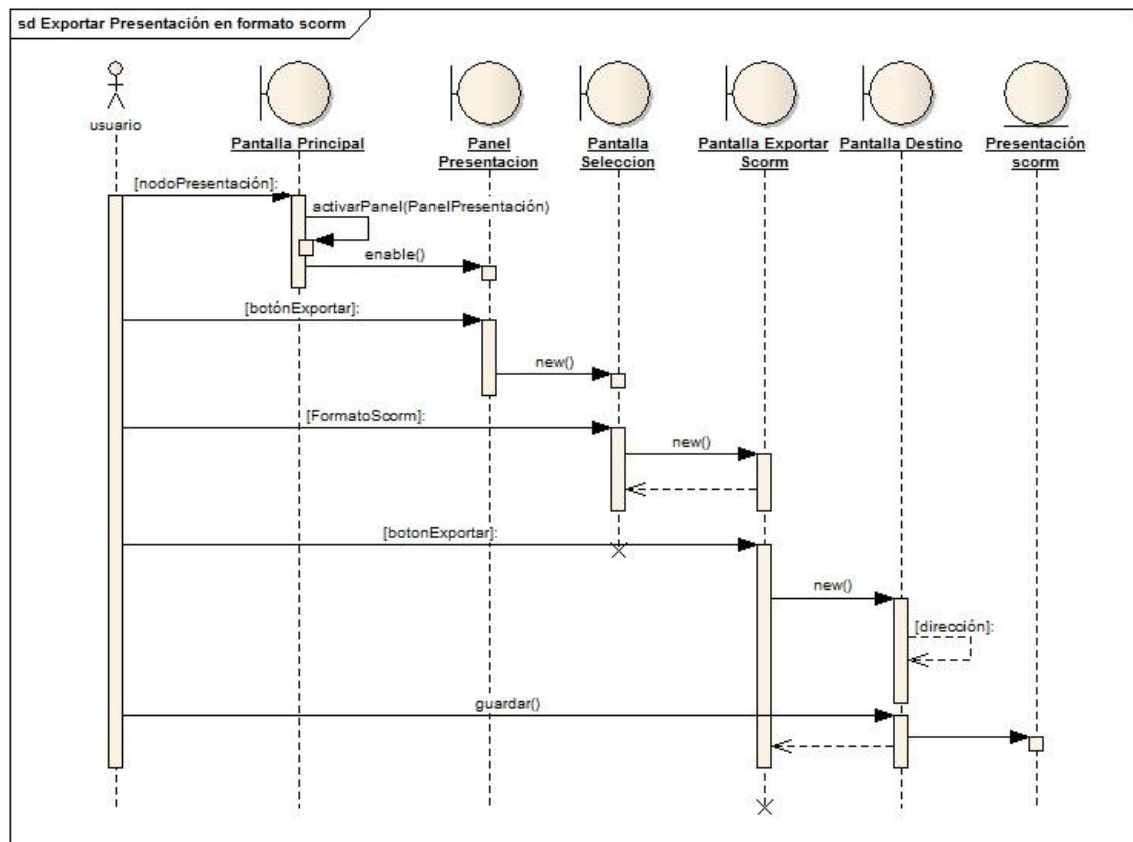 sd Exportar Presentación en formato scorm
usuario
Pantalla Principal
Panel
Presentacion
Pantalla
Seleccion
Pantalla Exportar
Scorm
Pantalla Destino
Presentación
scorm
[nodoPresentación]:
activarPanel(PanelPresentación)
enable()
[botónExportar]:
new()
[FormatoScorm]:
new()
[botonExportar]:
new()
[dirección]:
guardar()